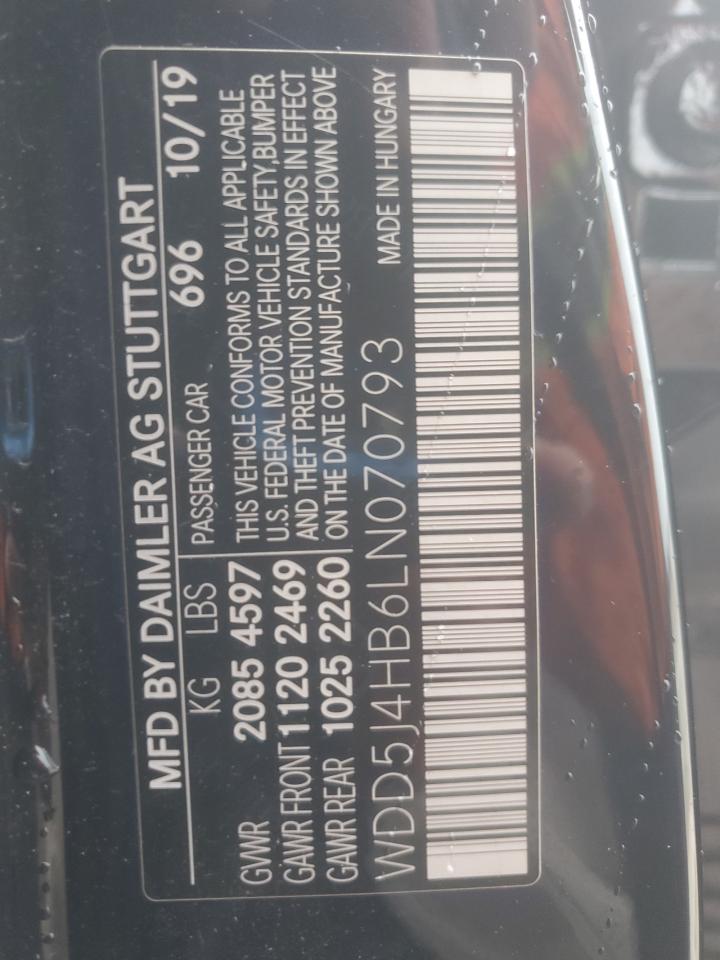 MFD BY DAIMLER AG STUTTGART
KG LBS PASSENGER CAR 696 10/19
GVWR 2085 4597
GAWR FRONT 1120 2469
GAWR REAR 1025 2260
THIS VEHICLE CONFORMS TO ALL APPLICABLE
U.S. FEDERAL MOTOR VEHICLE SAFETY,BUMPER
AND THEFT PREVENTION STANDARDS IN EFFECT
ON THE DATE OF MANUFACTURE SHOWN ABOVE
WDD5J4HB6LN070793 MADE IN HUNGARY